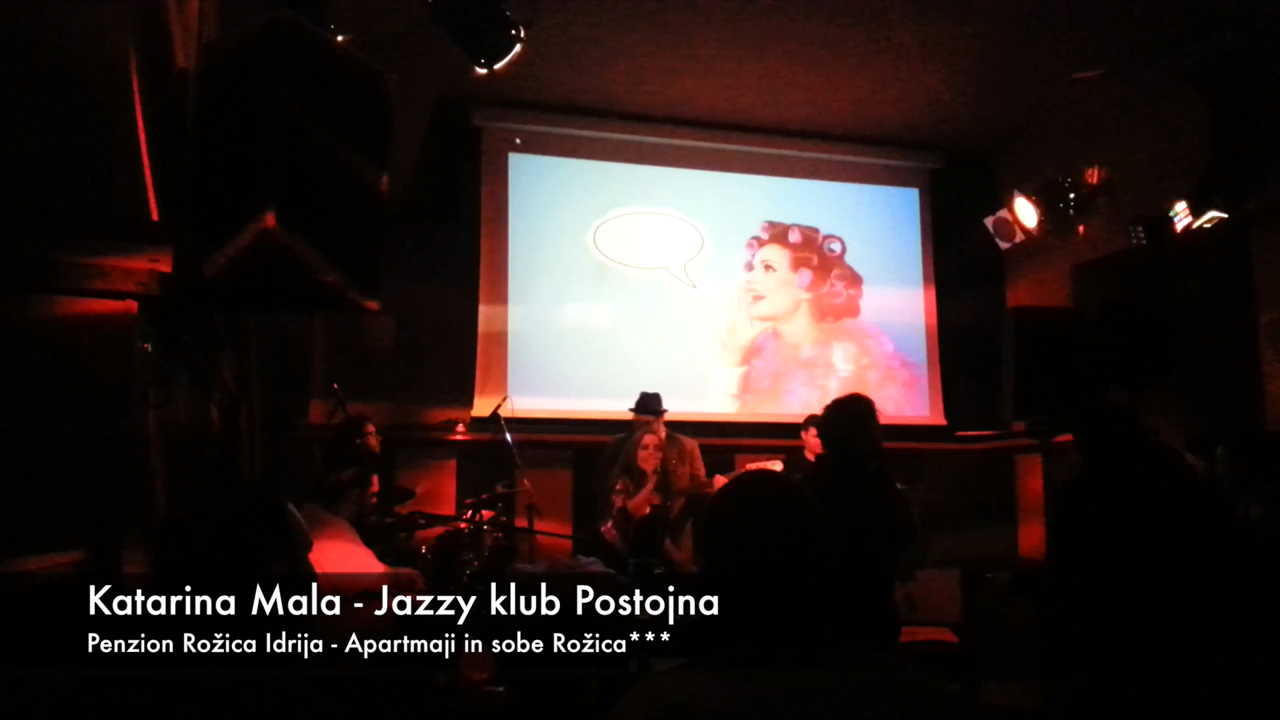 Katarina Mala - Jazzy klub Postojna
Penzion Rožica Idrija - Apartmaji in sobe Rožica***